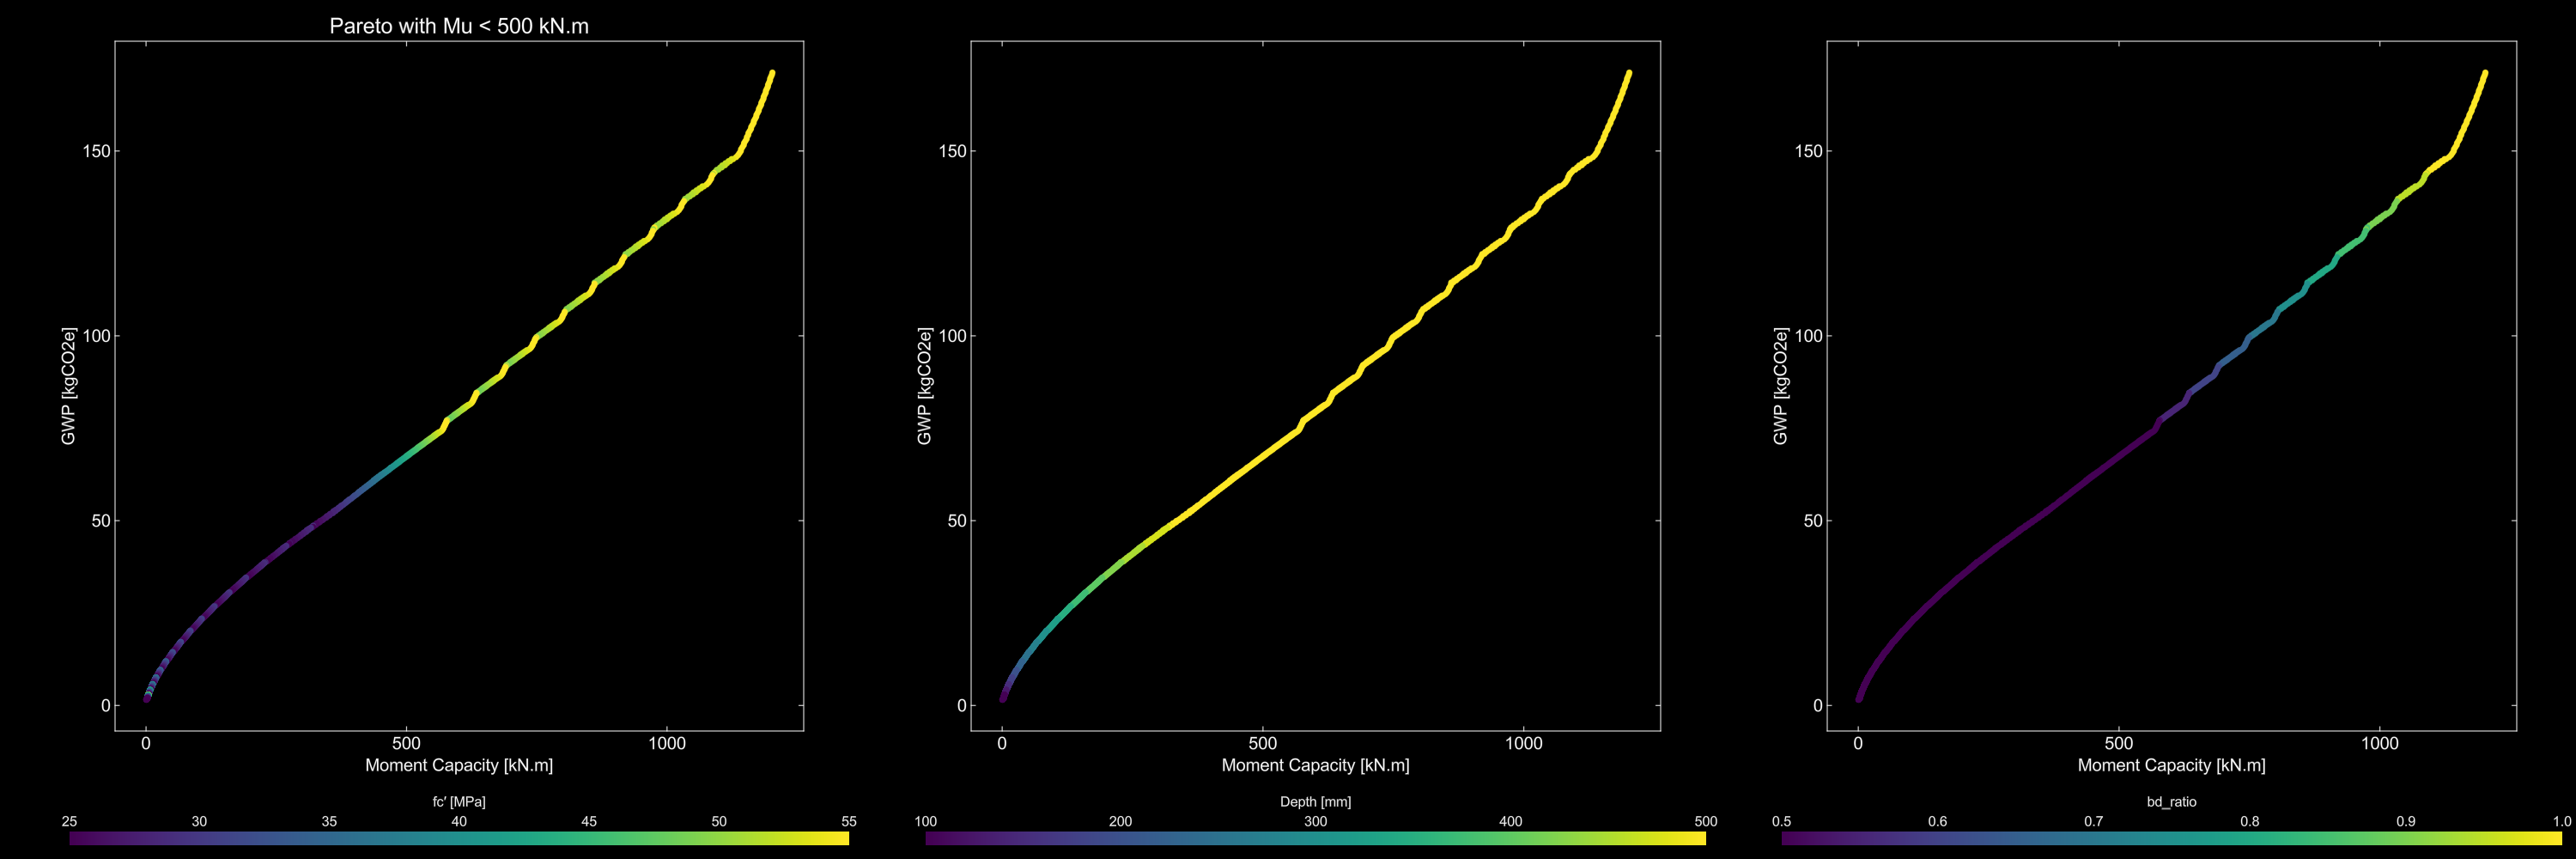 Pareto with Mu < 500 kN.m
GWP [kgCO2e]
150
100
50
0
0 500 1000
Moment Capacity [kN.m]
fc′ [MPa]
25 30 35 40 45 50 55
GWP [kgCO2e]
150
100
50
0
0 500 1000
Moment Capacity [kN.m]
Depth [mm]
100 200 300 400 500
GWP [kgCO2e]
150
100
50
0
0 500 1000
Moment Capacity [kN.m]
bd_ratio
0.5 0.6 0.7 0.8 0.9 1.0